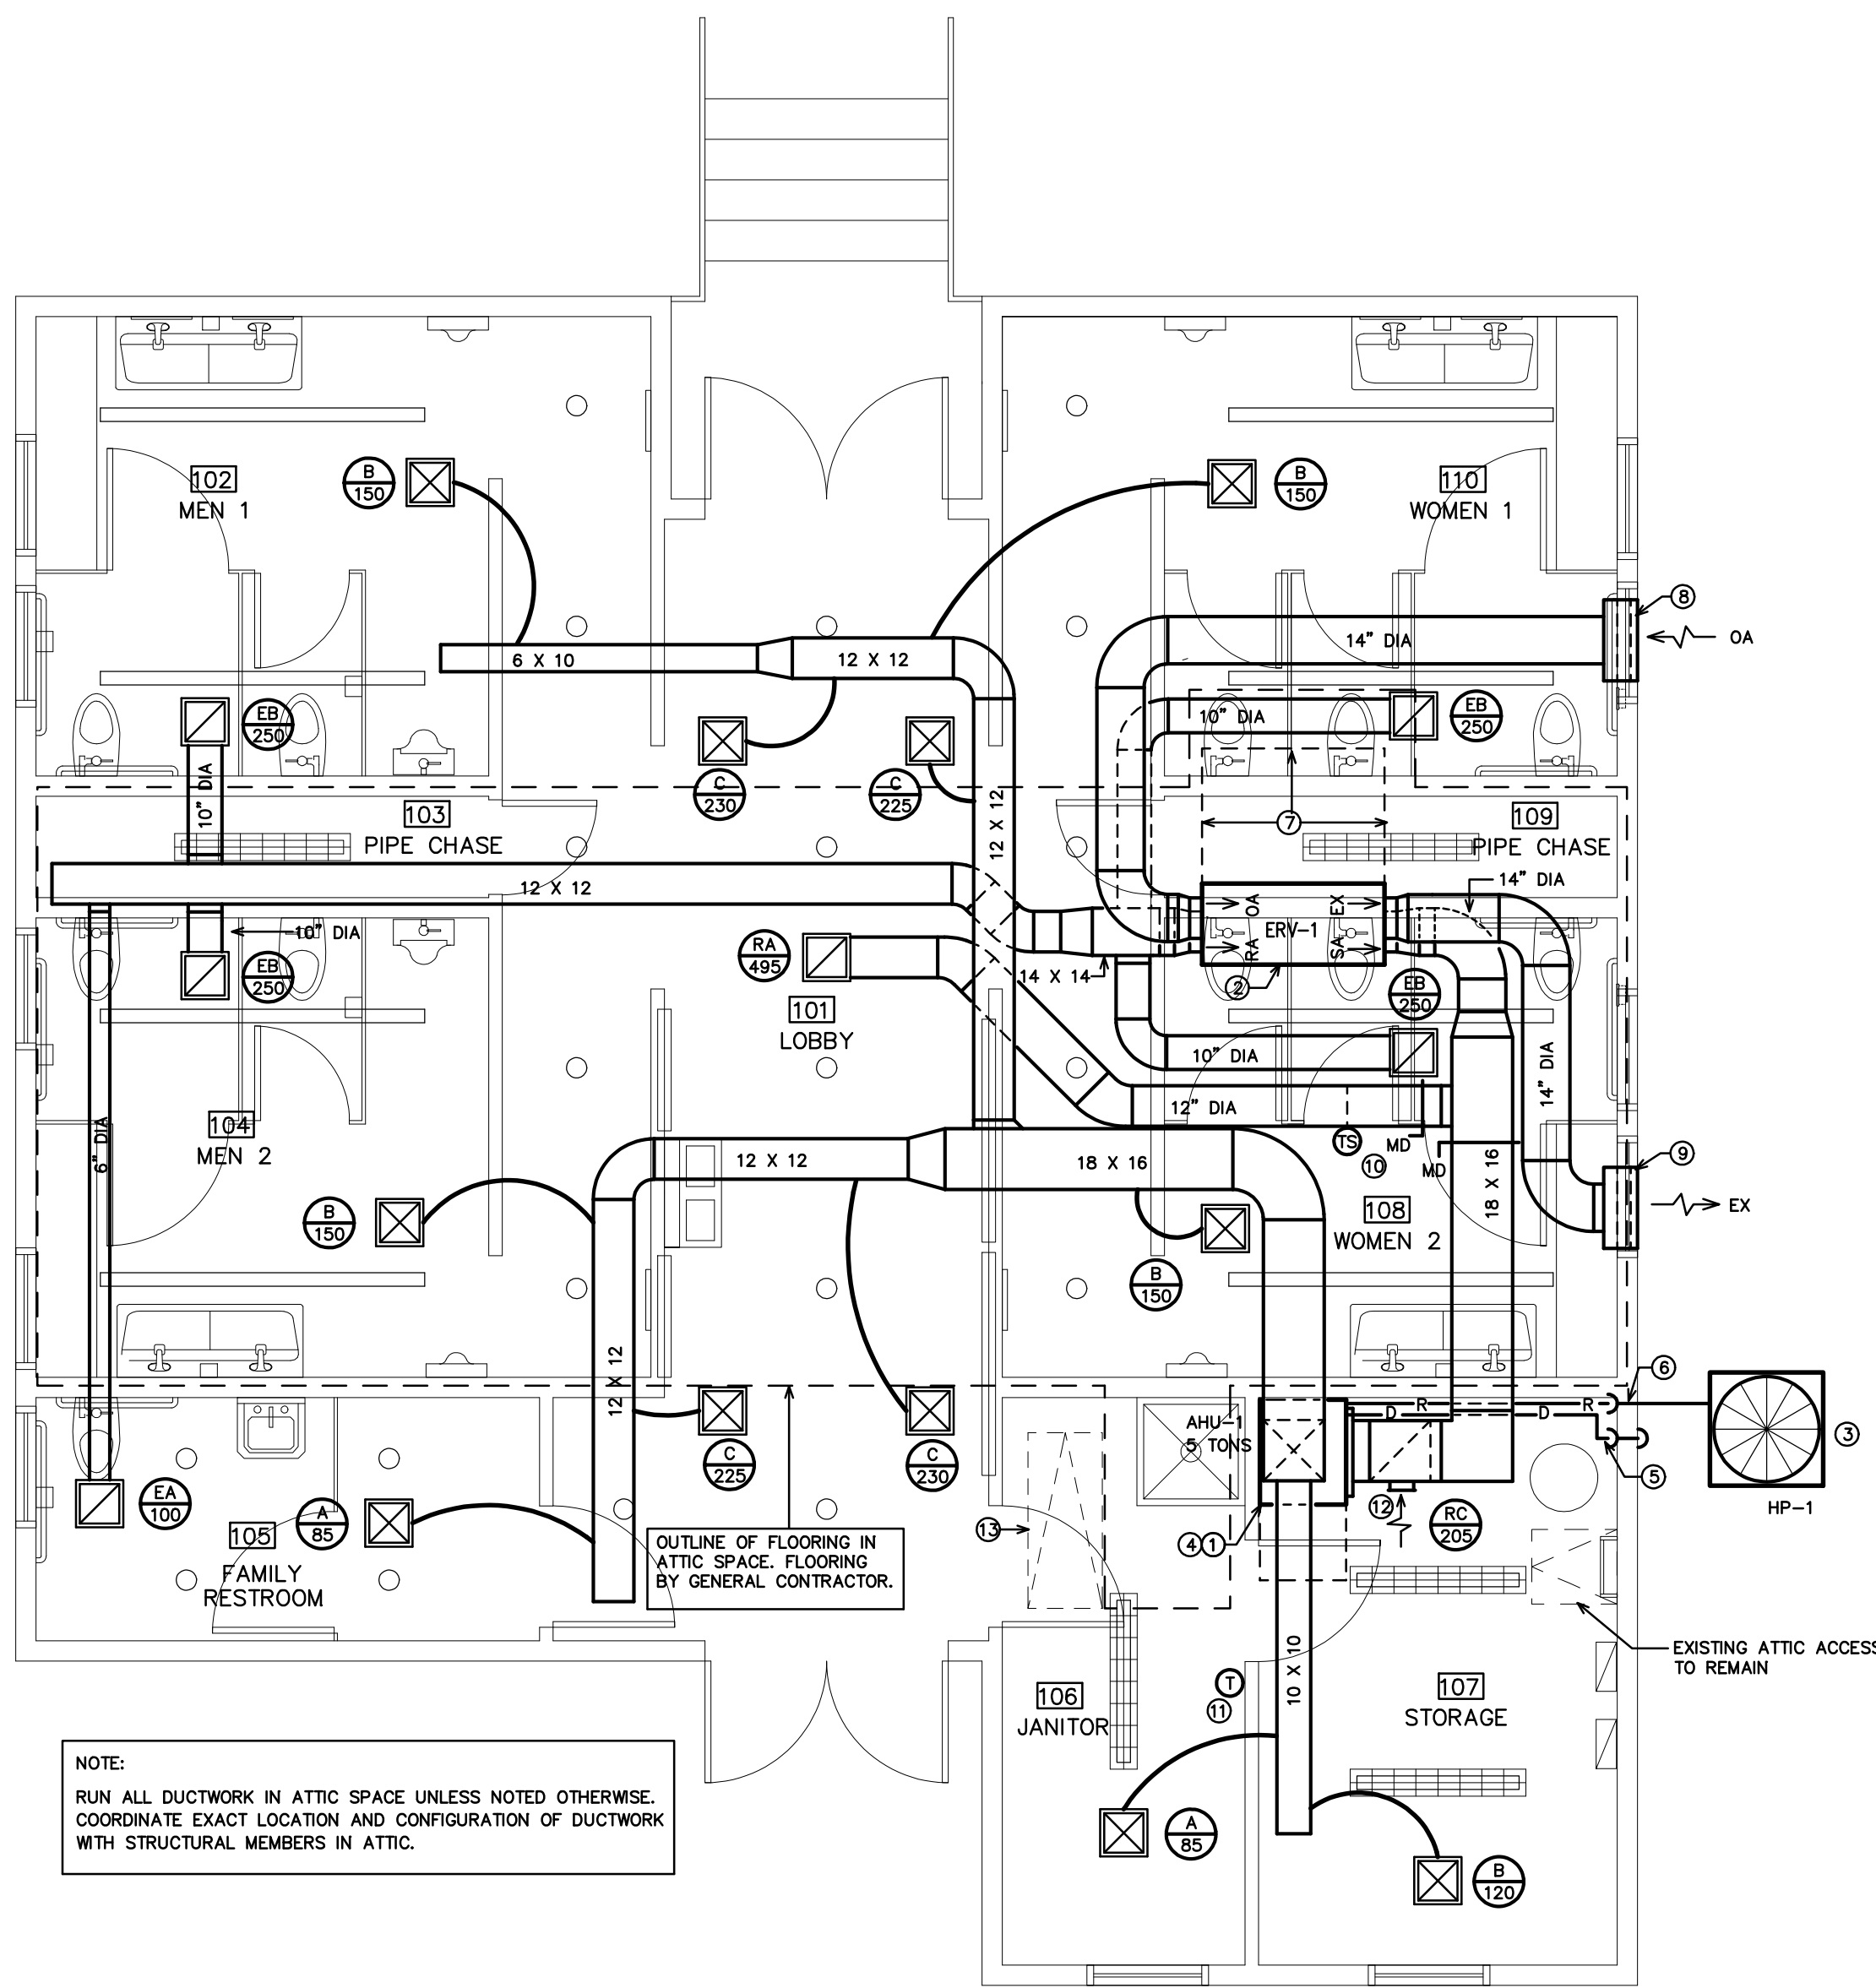 102
MEN 1
B
150
B
150
110
WOMEN 1
8
OA
14" DIA
6 X 10
12 X 12
EB
250
10" DIA
EB
250
C
230
C
225
10" DIA
12 X 12
7
103
PIPE CHASE
109
PIPE CHASE
12 X 12
14" DIA
OA
EX
ERV-1
RA
SA
10" DIA
RA
495
EB
250
14 X 14
2
EB
250
101
LOBBY
10" DIA
14" DIA
12" DIA
TS
10
MD
MD
6" DIA
104
MEN 2
12 X 12
18 X 16
18 X 16
9
EX
108
WOMEN 2
B
150
B
150
12 X 12
6
R
R
D
D
AHU-1
5 TONS
C
225
C
230
3
5
HP-1
EA
100
A
85
105
FAMILY
RESTROOM
OUTLINE OF FLOORING IN
ATTIC SPACE. FLOORING
BY GENERAL CONTRACTOR.
13
4
1
12
RC
205
EXISTING ATTIC ACCESS
TO REMAIN
10 X 10
T
11
106
JANITOR
107
STORAGE
A
85
B
120
NOTE:
RUN ALL DUCTWORK IN ATTIC SPACE UNLESS NOTED OTHERWISE.
COORDINATE EXACT LOCATION AND CONFIGURATION OF DUCTWORK
WITH STRUCTURAL MEMBERS IN ATTIC.